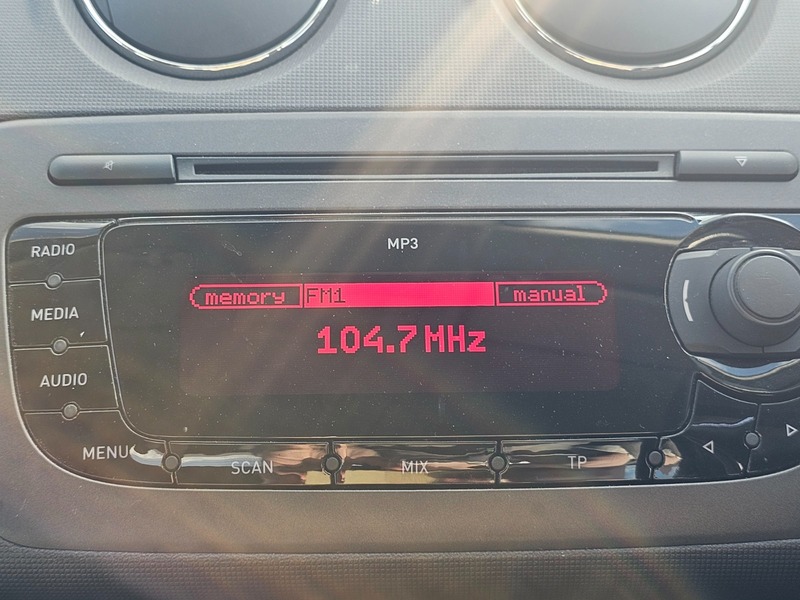 MP3
RADIO
memory FM1 manual
MEDIA
104.7 MHz
AUDIO
MENU
SCAN MIX TP